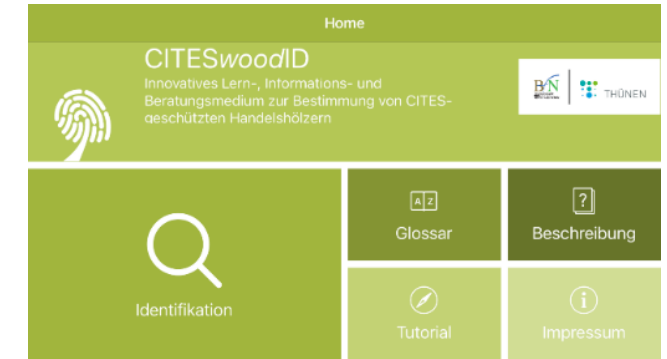 Home
CITESwoodID
Innovatives Lern-, Informations- und
Beratungsmedium zur Bestimmung von CITES-
geschützten Handelshölzern
BfN
THÜNEN
A Z
Glossar
?
Beschreibung
Identifikation
Tutorial
i
Impressum